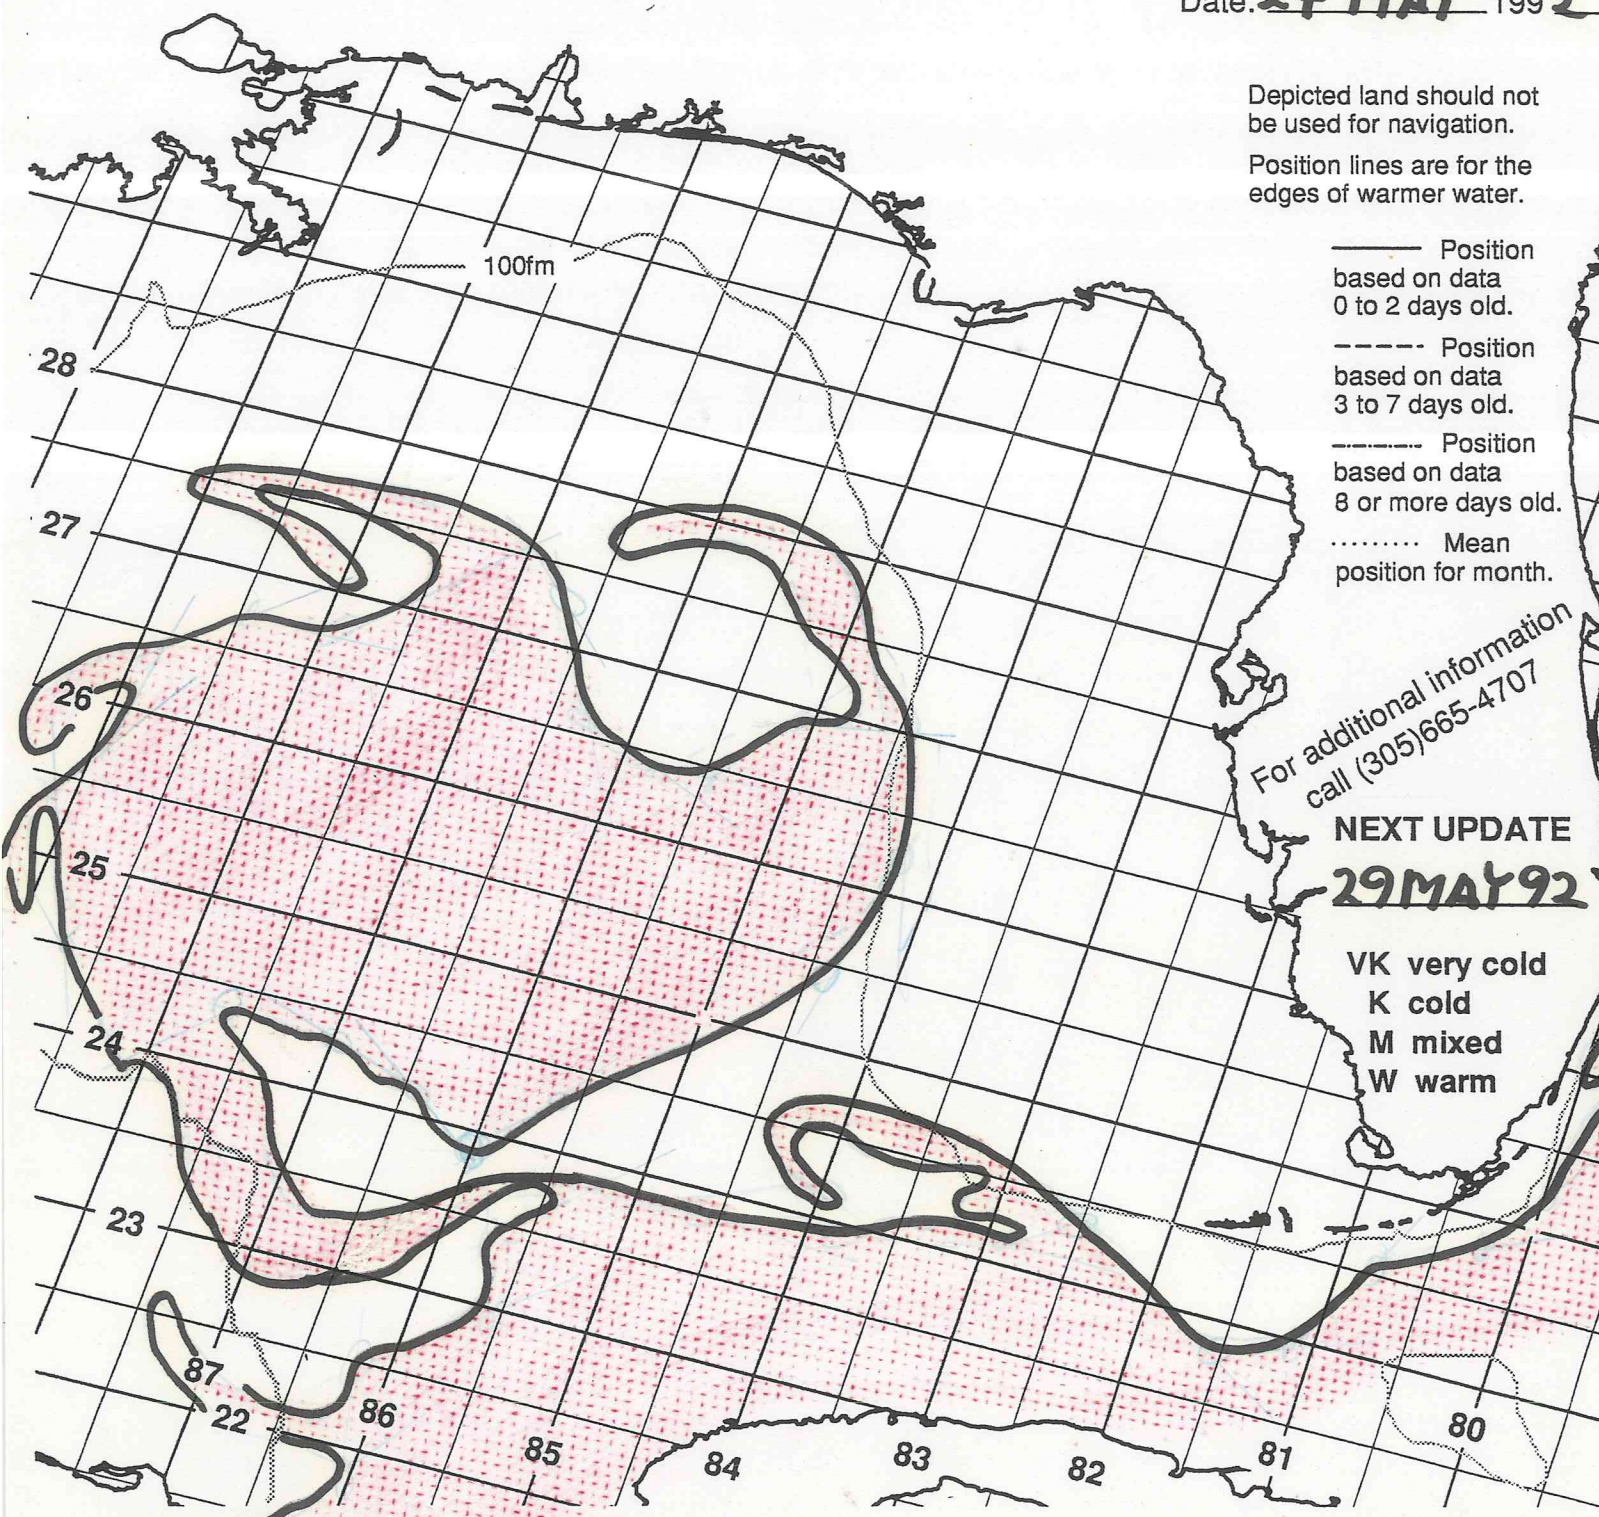 Date: 27 MAY 1992
Depicted land should not
be used for navigation.
Position lines are for the
edges of warmer water.
Position
based on data
0 to 2 days old.
Position
based on data
3 to 7 days old.
Position
based on data
8 or more days old.
Mean
position for month.
For additional information
call (305)665-4707
NEXT UPDATE
29MAY92
VK very cold
K cold
M mixed
W warm
100fm
28
27
26
25
24
23
22
87
86
85
84
83
82
81
80